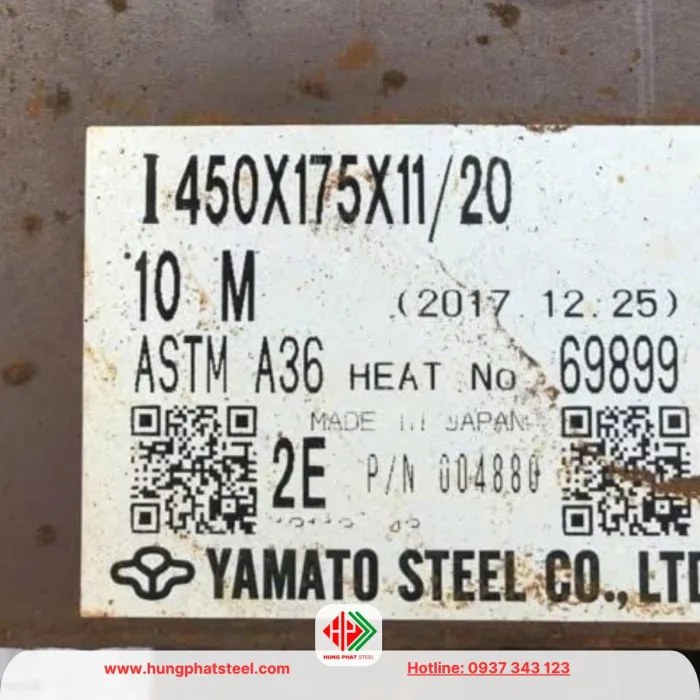 I 450X175X11/20
10 M (2017.12.25)
ASTM A36 HEAT No 69899
MADE IN JAPAN
2E P/N 004880
YAMATO STEEL CO., LTD
HUNG PHAT STEEL
www.hungphatsteel.com Hotline: 0937 343 123